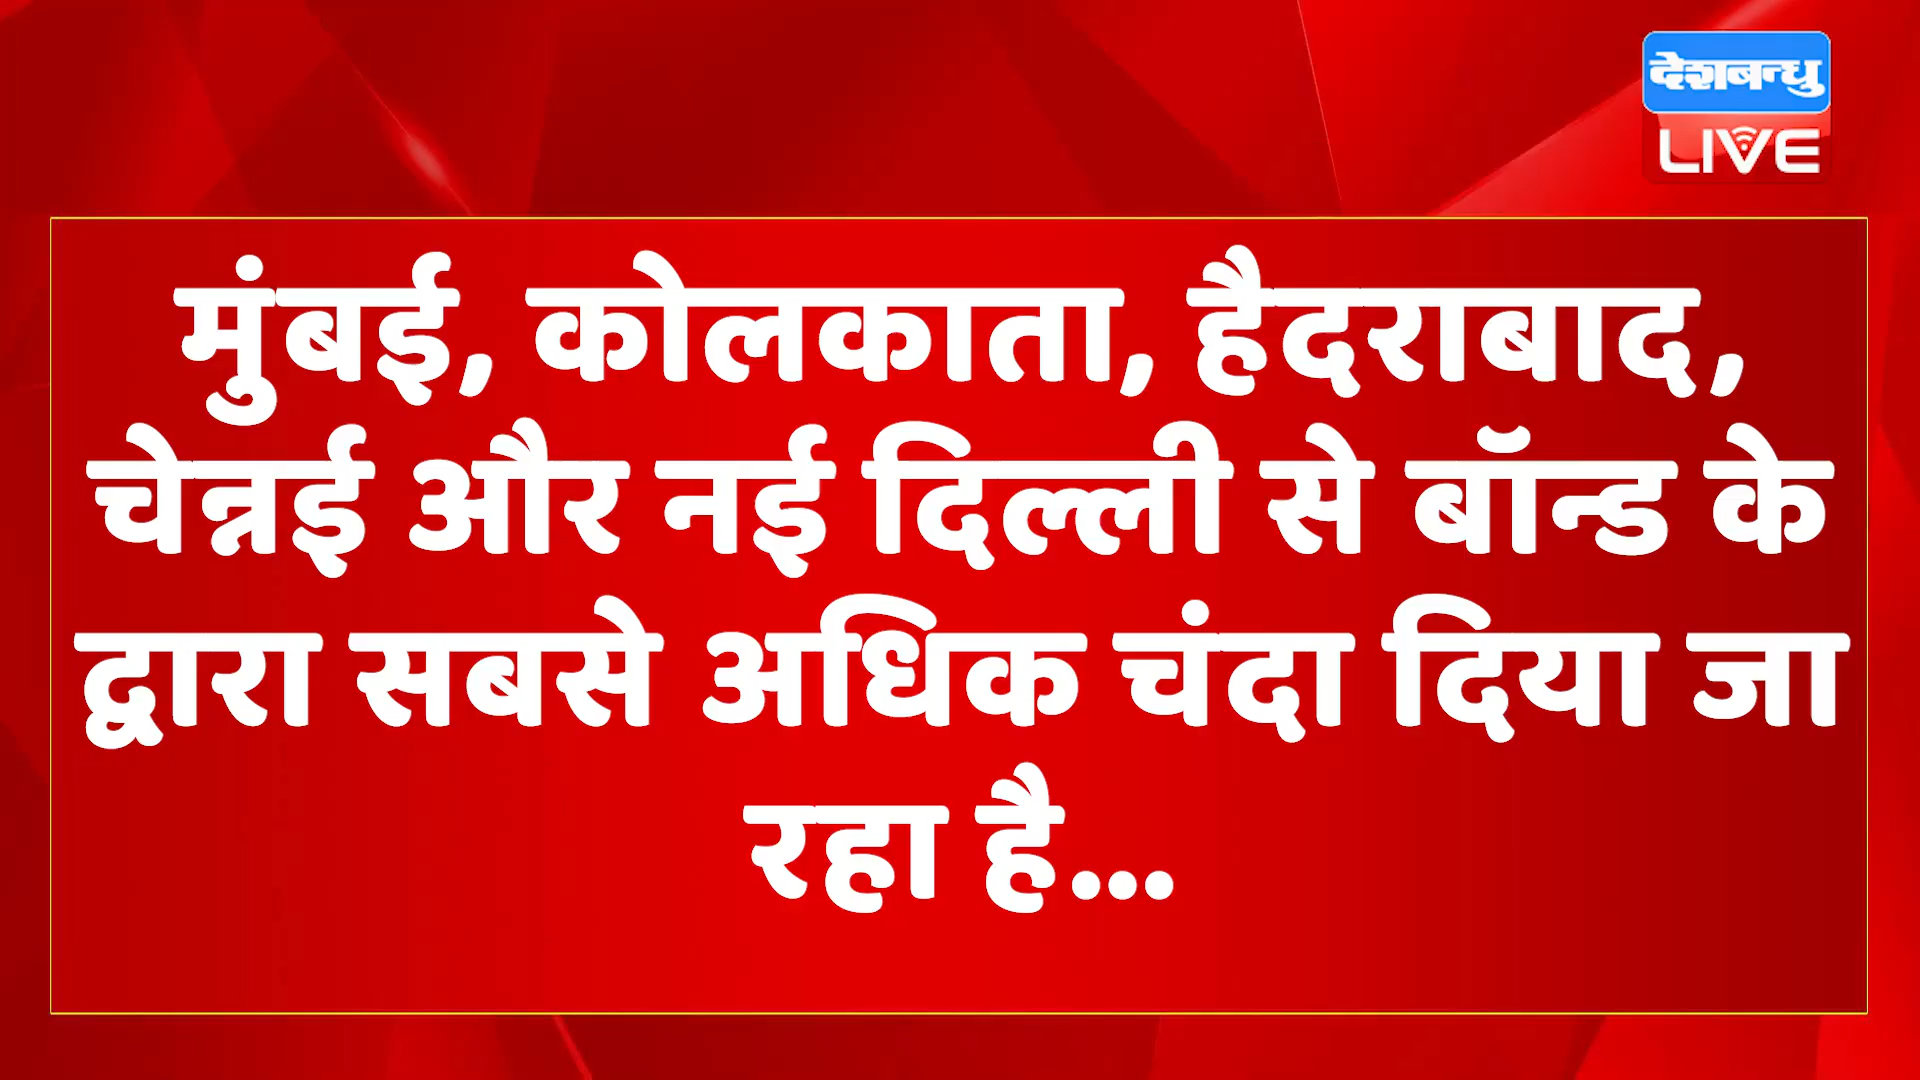 देशबन्धु
LIVE
मुंबई, कोलकाता, हैदराबाद,
चेन्नई और नई दिल्ली से बॉन्ड के
द्वारा सबसे अधिक चंदा दिया जा
रहा है...